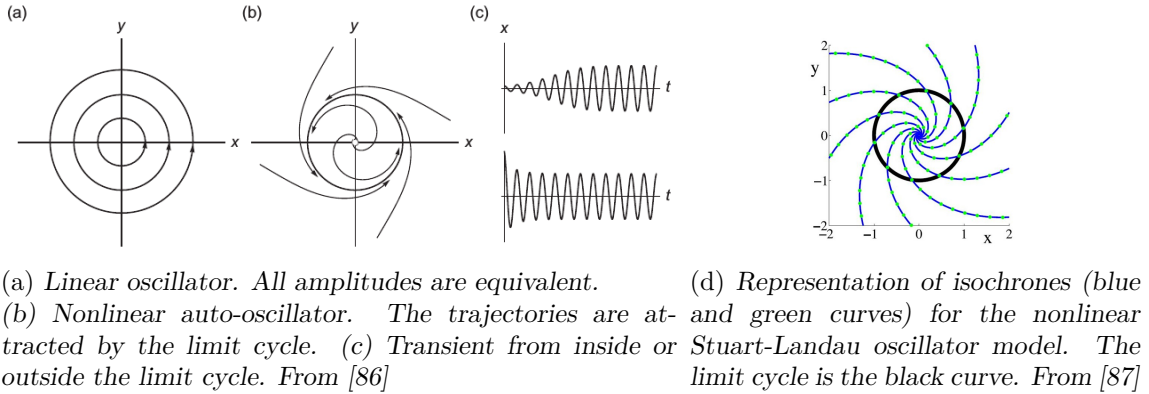 (a)
(b)
(c)
y
x
y
x
x
t
t
2
1
0
−1
−2
y
−2
−1
0
1
2
x
(a) Linear oscillator. All amplitudes are equivalent.
(b) Nonlinear auto-oscillator. The trajectories are at-
tracted by the limit cycle. (c) Transient from inside or
outside the limit cycle. From [86]
(d) Representation of isochrones (blue
and green curves) for the nonlinear
Stuart-Landau oscillator model. The
limit cycle is the black curve. From [87]